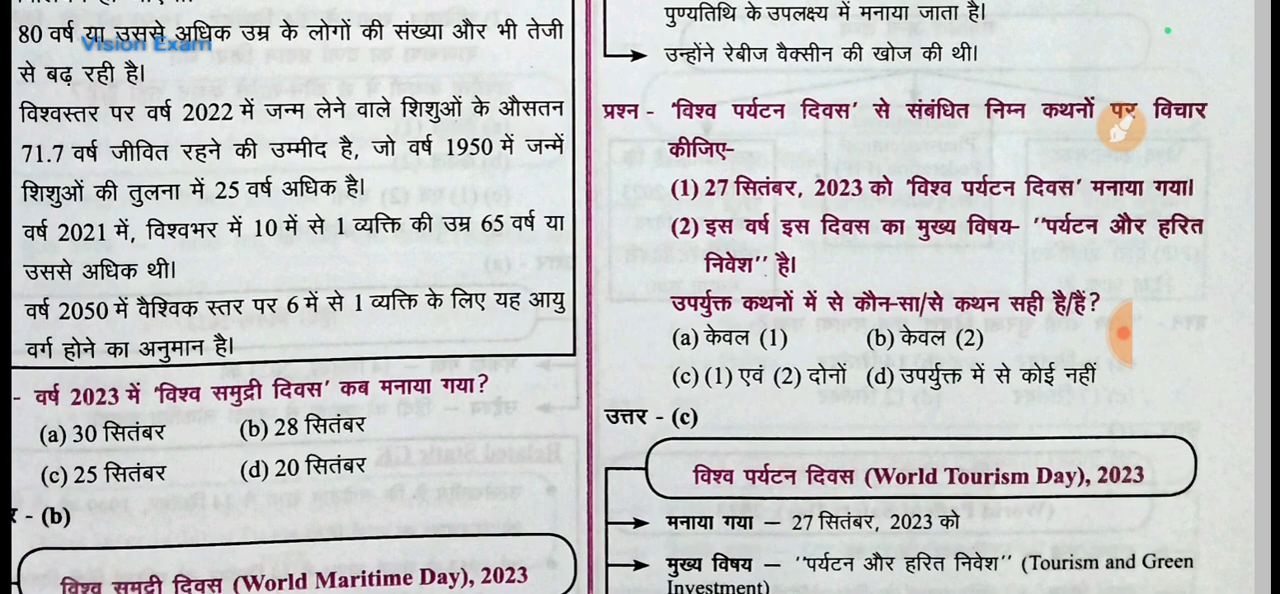 80 वर्ष या उससे अधिक उम्र के लोगों की संख्या और भी तेजी
Vision Exam
से बढ़ रही है।
विश्वस्तर पर वर्ष 2022 में जन्म लेने वाले शिशुओं के औसतन
71.7 वर्ष जीवित रहने की उम्मीद है, जो वर्ष 1950 में जन्में
शिशुओं की तुलना में 25 वर्ष अधिक है।
वर्ष 2021 में, विश्वभर में 10 में से 1 व्यक्ति की उम्र 65 वर्ष या
उससे अधिक थी।
वर्ष 2050 में वैश्विक स्तर पर 6 में से 1 व्यक्ति के लिए यह आयु
वर्ग होने का अनुमान है।
- वर्ष 2023 में 'विश्व समुद्री दिवस' कब मनाया गया?
(a) 30 सितंबर (b) 28 सितंबर
(c) 25 सितंबर (d) 20 सितंबर
- (b)
विश्व समुद्री दिवस (World Maritime Day), 2023
पुण्यतिथि के उपलक्ष्य में मनाया जाता है।
उन्होंने रेबीज वैक्सीन की खोज की थी।
प्रश्न - 'विश्व पर्यटन दिवस' से संबंधित निम्न कथनों पर विचार
कीजिए-
(1) 27 सितंबर, 2023 को 'विश्व पर्यटन दिवस' मनाया गया।
(2) इस वर्ष इस दिवस का मुख्य विषय- ''पर्यटन और हरित
निवेश'' है।
उपर्युक्त कथनों में से कौन-सा/से कथन सही है/हैं?
(a) केवल (1) (b) केवल (2)
(c) (1) एवं (2) दोनों (d) उपर्युक्त में से कोई नहीं
उत्तर - (c)
विश्व पर्यटन दिवस (World Tourism Day), 2023
मनाया गया – 27 सितंबर, 2023 को
मुख्य विषय – ''पर्यटन और हरित निवेश'' (Tourism and Green
Investment)